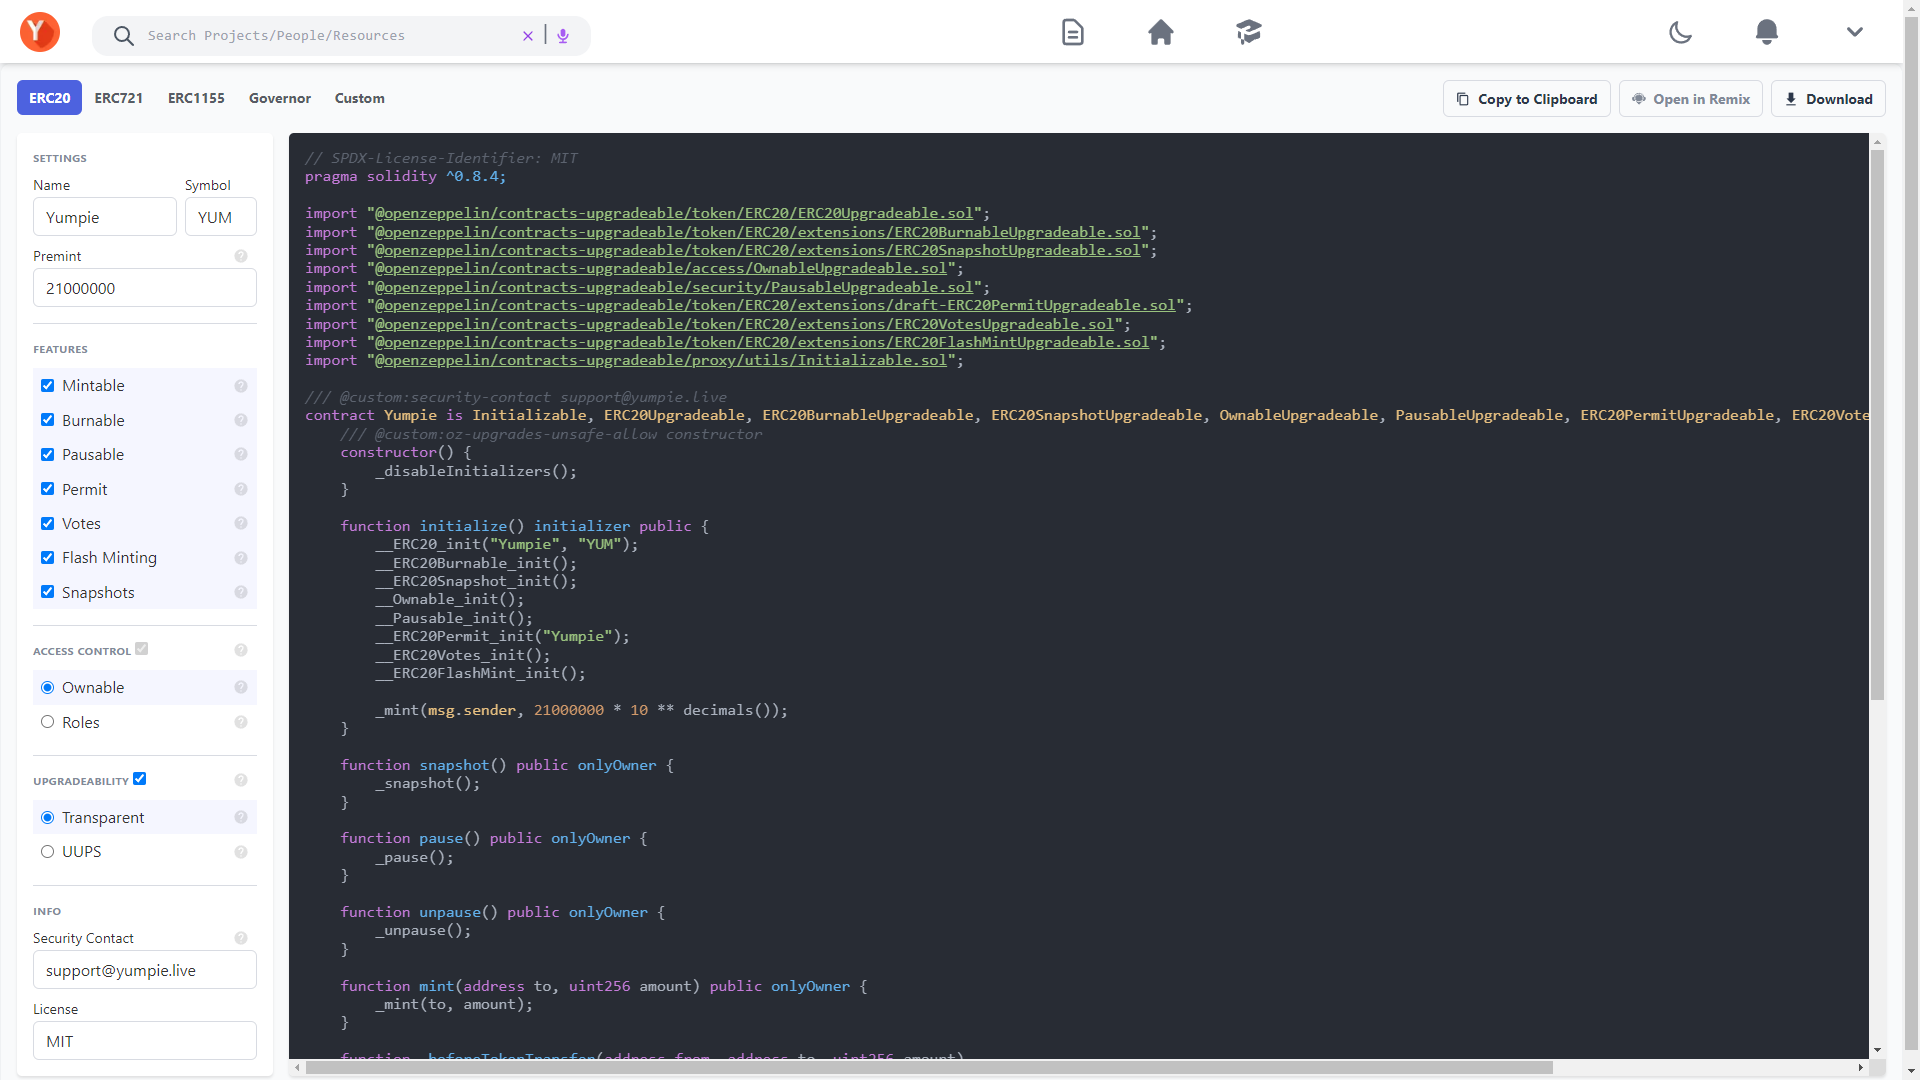 Y
Search Projects/People/Resources
ERC20 ERC721 ERC1155 Governor Custom
Copy to Clipboard Open in Remix Download
SETTINGS
Name Symbol
Yumpie YUM
Premint
21000000
FEATURES
Mintable
Burnable
Pausable
Permit
Votes
Flash Minting
Snapshots
ACCESS CONTROL
Ownable
Roles
UPGRADEABILITY
Transparent
UUPS
INFO
Security Contact
support@yumpie.live
License
MIT
// SPDX-License-Identifier: MIT
pragma solidity ^0.8.4;
import "@openzeppelin/contracts-upgradeable/token/ERC20/ERC20Upgradeable.sol";
import "@openzeppelin/contracts-upgradeable/token/ERC20/extensions/ERC20BurnableUpgradeable.sol";
import "@openzeppelin/contracts-upgradeable/token/ERC20/extensions/ERC20SnapshotUpgradeable.sol";
import "@openzeppelin/contracts-upgradeable/access/OwnableUpgradeable.sol";
import "@openzeppelin/contracts-upgradeable/security/PausableUpgradeable.sol";
import "@openzeppelin/contracts-upgradeable/token/ERC20/extensions/draft-ERC20PermitUpgradeable.sol";
import "@openzeppelin/contracts-upgradeable/token/ERC20/extensions/ERC20VotesUpgradeable.sol";
import "@openzeppelin/contracts-upgradeable/token/ERC20/extensions/ERC20FlashMintUpgradeable.sol";
import "@openzeppelin/contracts-upgradeable/proxy/utils/Initializable.sol";
/// @custom:security-contact support@yumpie.live
contract Yumpie is Initializable, ERC20Upgradeable, ERC20BurnableUpgradeable, ERC20SnapshotUpgradeable, OwnableUpgradeable, PausableUpgradeable, ERC20PermitUpgradeable, ERC20Vote
/// @custom:oz-upgrades-unsafe-allow constructor
constructor() {
_disableInitializers();
}
function initialize() initializer public {
__ERC20_init("Yumpie", "YUM");
__ERC20Burnable_init();
__ERC20Snapshot_init();
__Ownable_init();
__Pausable_init();
__ERC20Permit_init("Yumpie");
__ERC20Votes_init();
__ERC20FlashMint_init();
_mint(msg.sender, 21000000 * 10 ** decimals());
}
function snapshot() public onlyOwner {
_snapshot();
}
function pause() public onlyOwner {
_pause();
}
function unpause() public onlyOwner {
_unpause();
}
function mint(address to, uint256 amount) public onlyOwner {
_mint(to, amount);
}
function _beforeTokenTransfer(address from, address to, uint256 amount)